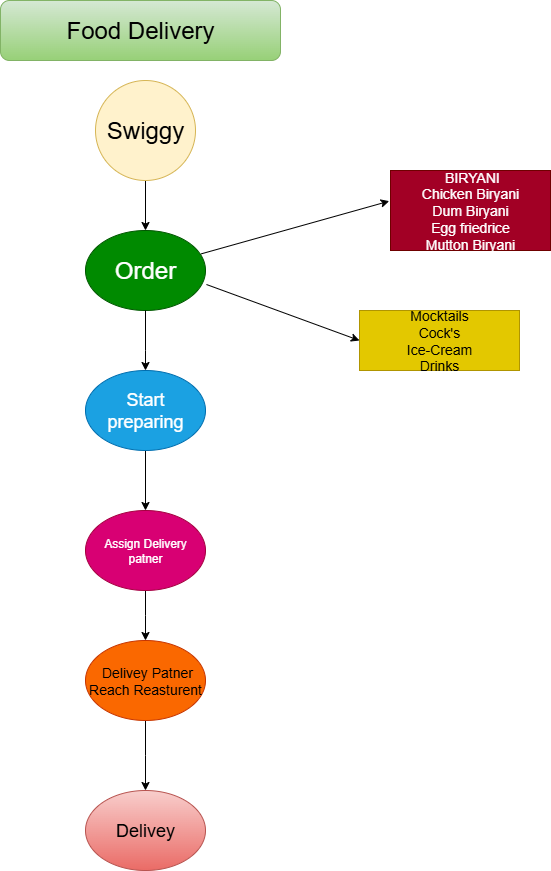 Food Delivery
Swiggy
BIRYANI
Chicken Biryani
Dum Biryani
Egg friedrice
Mutton Biryani
Order
Mocktails
Cock's
Ice-Cream
Drinks
Start
preparing
Assign Delivery
patner
Delivey Patner
Reach Reasturent
Delivey